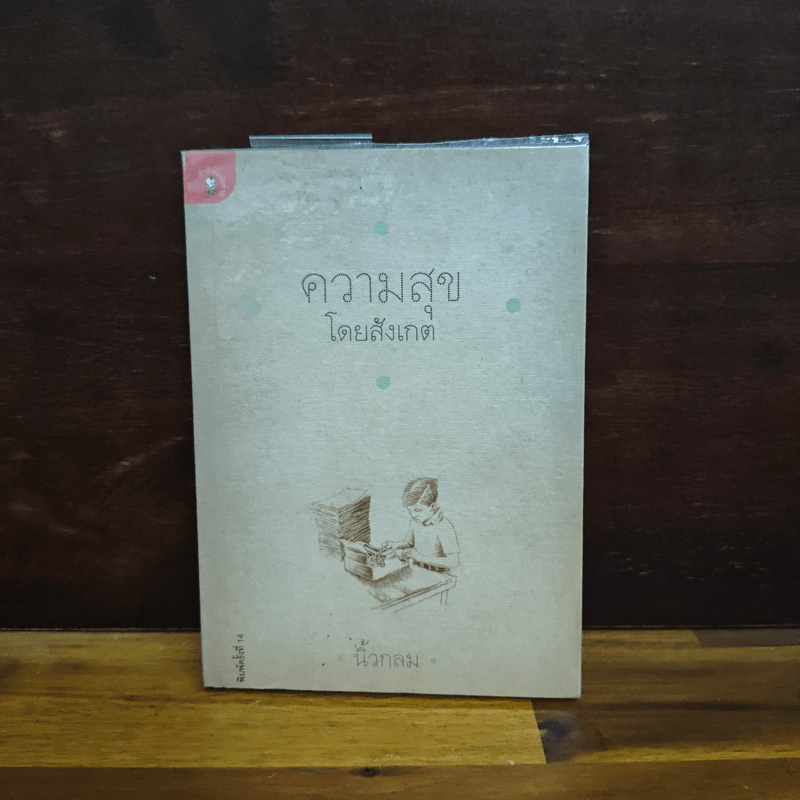 ความสุข
โดยสังเกต
นิ้วกลม
พิมพ์ครั้งที่ 14